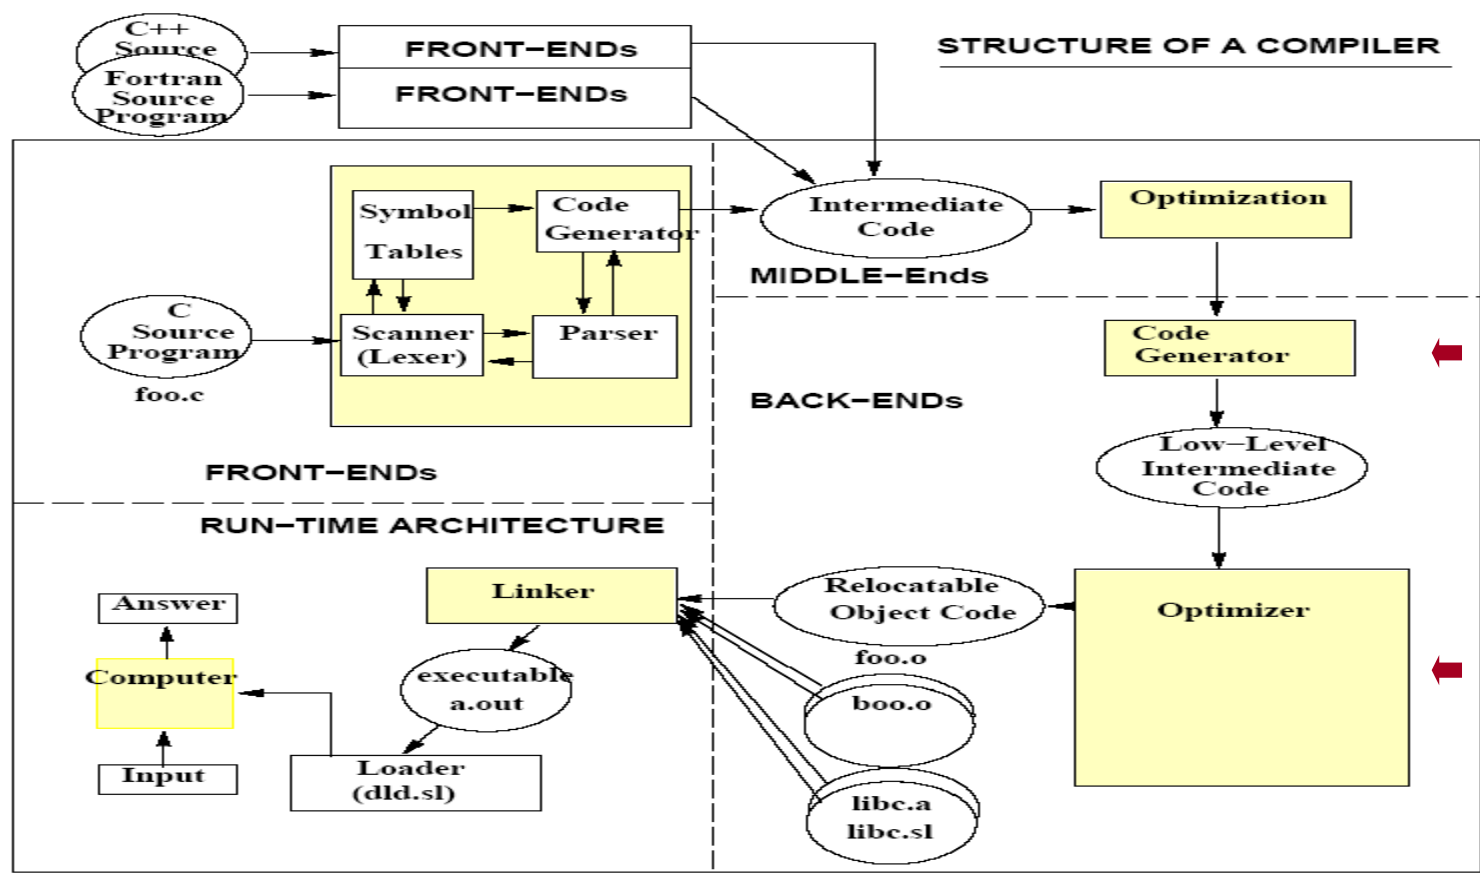 C++
Source
Fortran
Source
Program
FRONT-ENDs
FRONT-ENDs
STRUCTURE OF A COMPILER
Symbol
Tables
Code
Generator
Scanner
(Lexer)
Parser
C
Source
Program
foo.c
FRONT-ENDs
Intermediate
Code
Optimization
MIDDLE-Ends
Code
Generator
BACK-ENDs
Low-Level
Intermediate
Code
Optimizer
Relocatable
Object Code
foo.o
boo.o
libc.a
libc.sl
RUN-TIME ARCHITECTURE
Linker
executable
a.out
Loader
(dld.sl)
Answer
Computer
Input